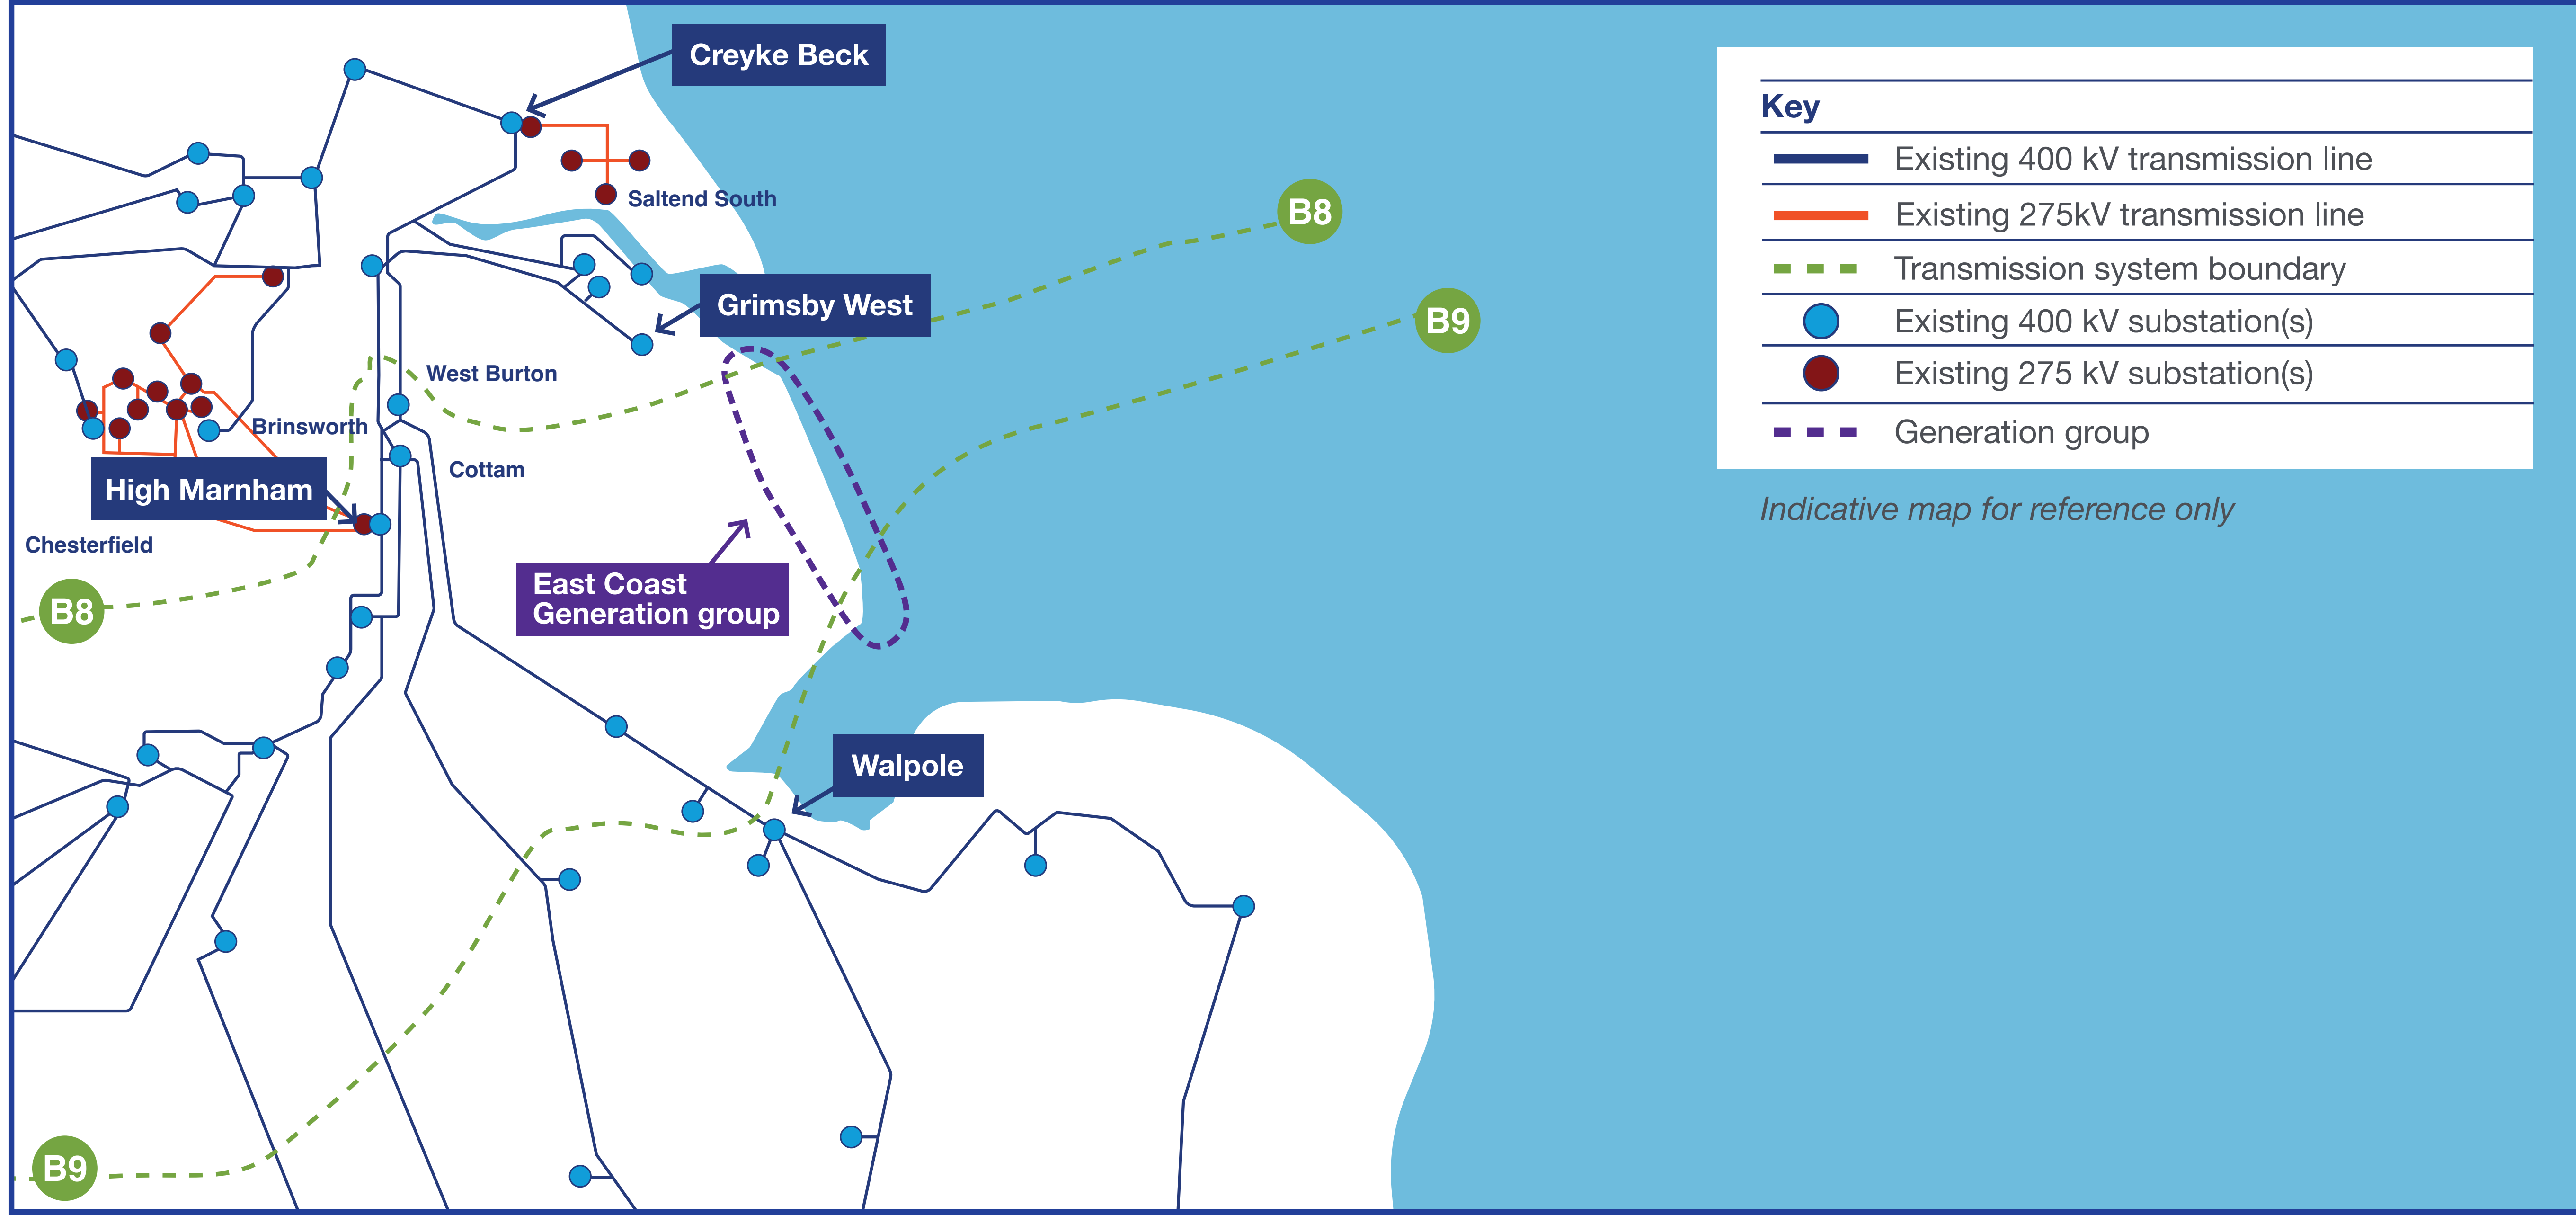 Creyke Beck
Key
Existing 400 kV transmission line
Saltend South
B8
Existing 275kV transmission line
Transmission system boundary
Grimsby West
B9
Existing 400 kV substation(s)
West Burton
Existing 275 kV substation(s)
Brinsworth
Generation group
Cottam
High Marnham
Indicative map for reference only
Chesterfield
East Coast
Generation group
B8
Walpole
B9